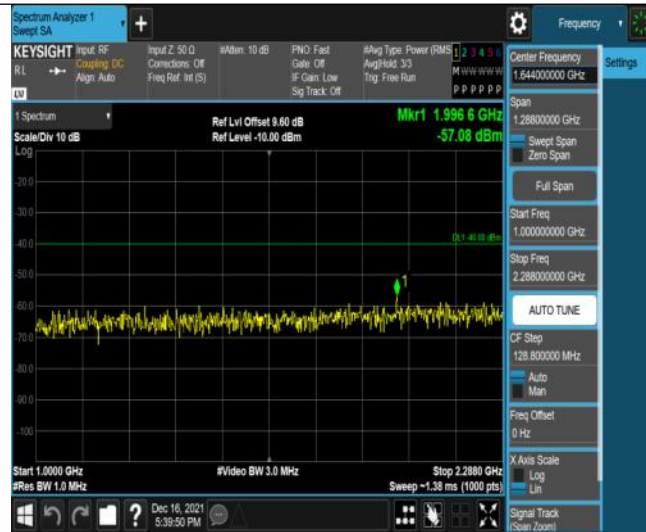 Spectrum Analyzer 1
Swept SA
+
Frequency
KEYSIGHT
Input: RF
Input Z: 50 Ω
#Atten: 10 dB
PNO: Fast
#Avg Type: Power (RMS
1 2 3 4 5 6
RL
Coupling: DC
Corrections: Off
Gate: Off
Avg|Hold: 3/3
M W W W W W
Align: Auto
Freq Ref: Int (S)
IF Gain: Low
Trig: Free Run
Sig Track: Off
P P P P P P
LXI
Center Frequency
1.644000000 GHz
Settings
1 Spectrum
Ref Lvl Offset 9.60 dB
Mkr1 1.996 6 GHz
Scale/Div 10 dB
Ref Level -10.00 dBm
-57.08 dBm
Log
-20.0
-30.0
-40.0
DL1 -40.00 dBm
-50.0
1
-60.0
-70.0
-80.0
-90.0
-100
Start 1.0000 GHz
#Video BW 3.0 MHz
Stop 2.2880 GHz
#Res BW 1.0 MHz
Sweep ~1.38 ms (1000 pts)
Span
1.28800000 GHz
Swept Span
Zero Span
Full Span
Start Freq
1.000000000 GHz
Stop Freq
2.288000000 GHz
AUTO TUNE
CF Step
128.800000 MHz
Auto
Man
Freq Offset
0 Hz
X Axis Scale
Log
Lin
Signal Track
(Span Zoom)
?
Dec 16, 2021
5:39:50 PM